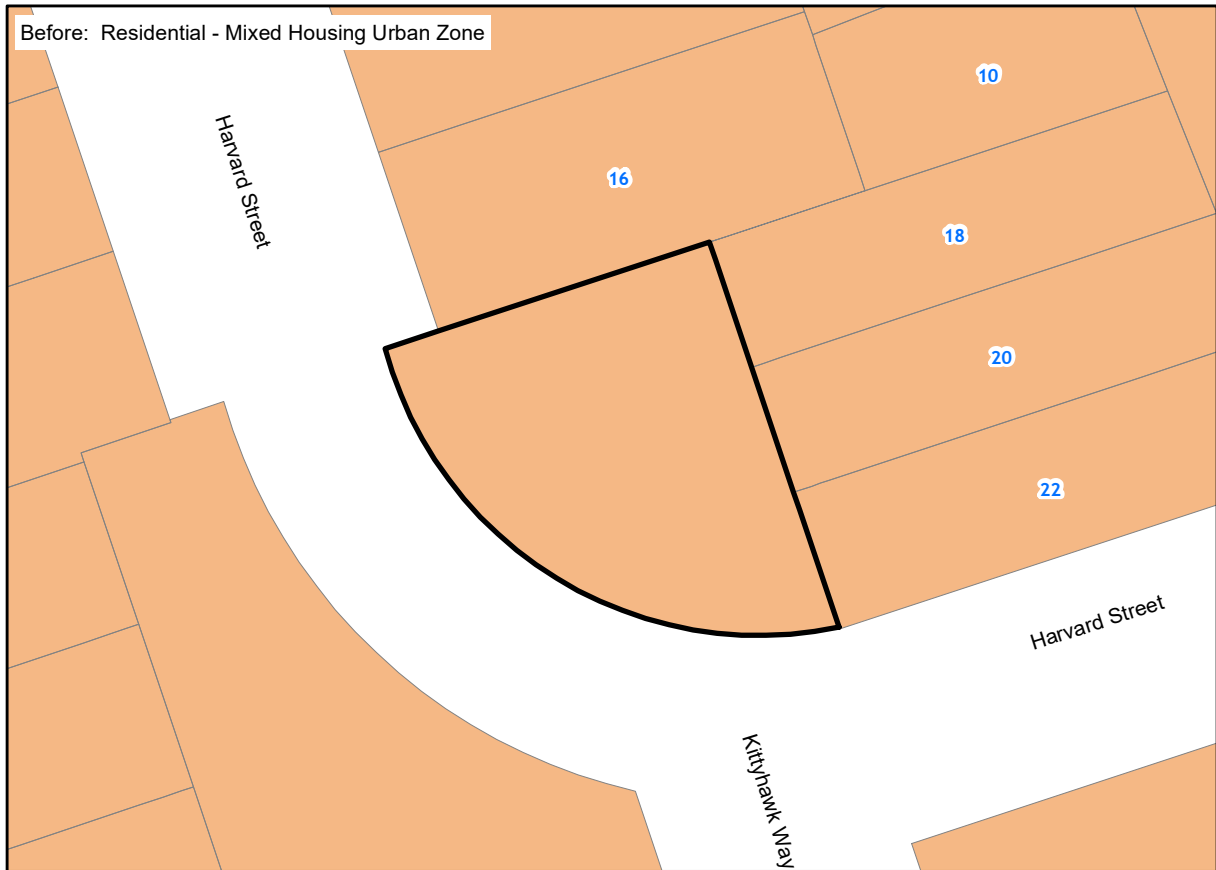 Before:  Residential - Mixed Housing Urban Zone
10
Harvard Street
16
18
20
22
Harvard Street
Kittyhawk Way